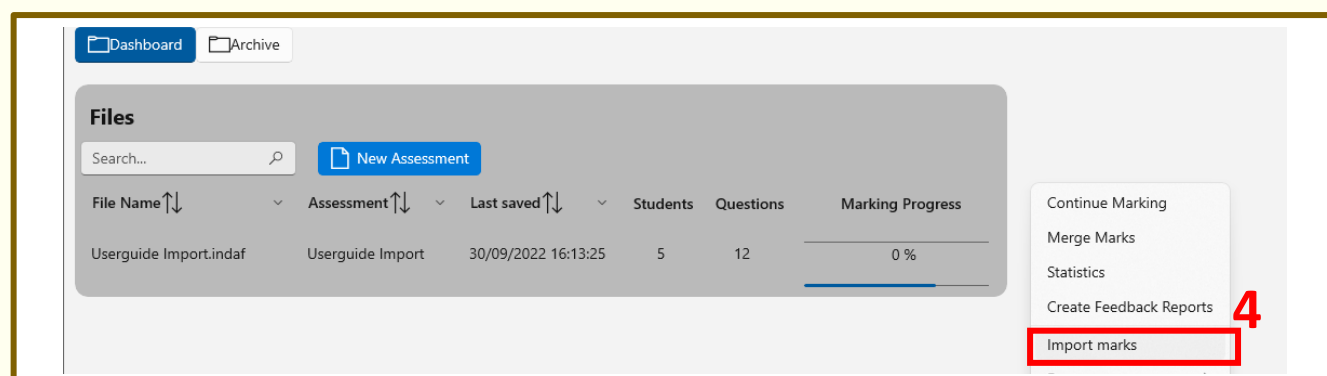 Dashboard Archive
Files
Search...
New Assessment
File Name Assessment Last saved Students Questions Marking Progress
Userguide Import.indaf Userguide Import 30/09/2022 16:13:25 5 12 0 %
Continue Marking
Merge Marks
Statistics
Create Feedback Reports
4
Import marks